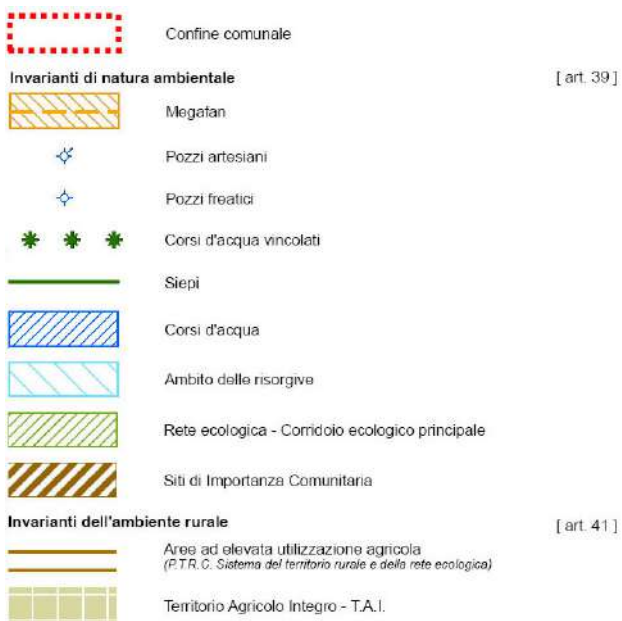 Confine comunale
Invarianti di natura ambientale [ art. 39 ]
Megafan
Pozzi artesiani
Pozzi freatici
Corsi d'acqua vincolati
Siepi
Corsi d'acqua
Ambito delle risorgive
Rete ecologica - Corridoio ecologico principale
Siti di Importanza Comunitaria
Invarianti dell'ambiente rurale [ art. 41 ]
Aree ad elevata utilizzazione agricola
(P.T.R.C. Sistema del territorio rurale e della rete ecologica)
Territorio Agricolo Integro - T.A.I.